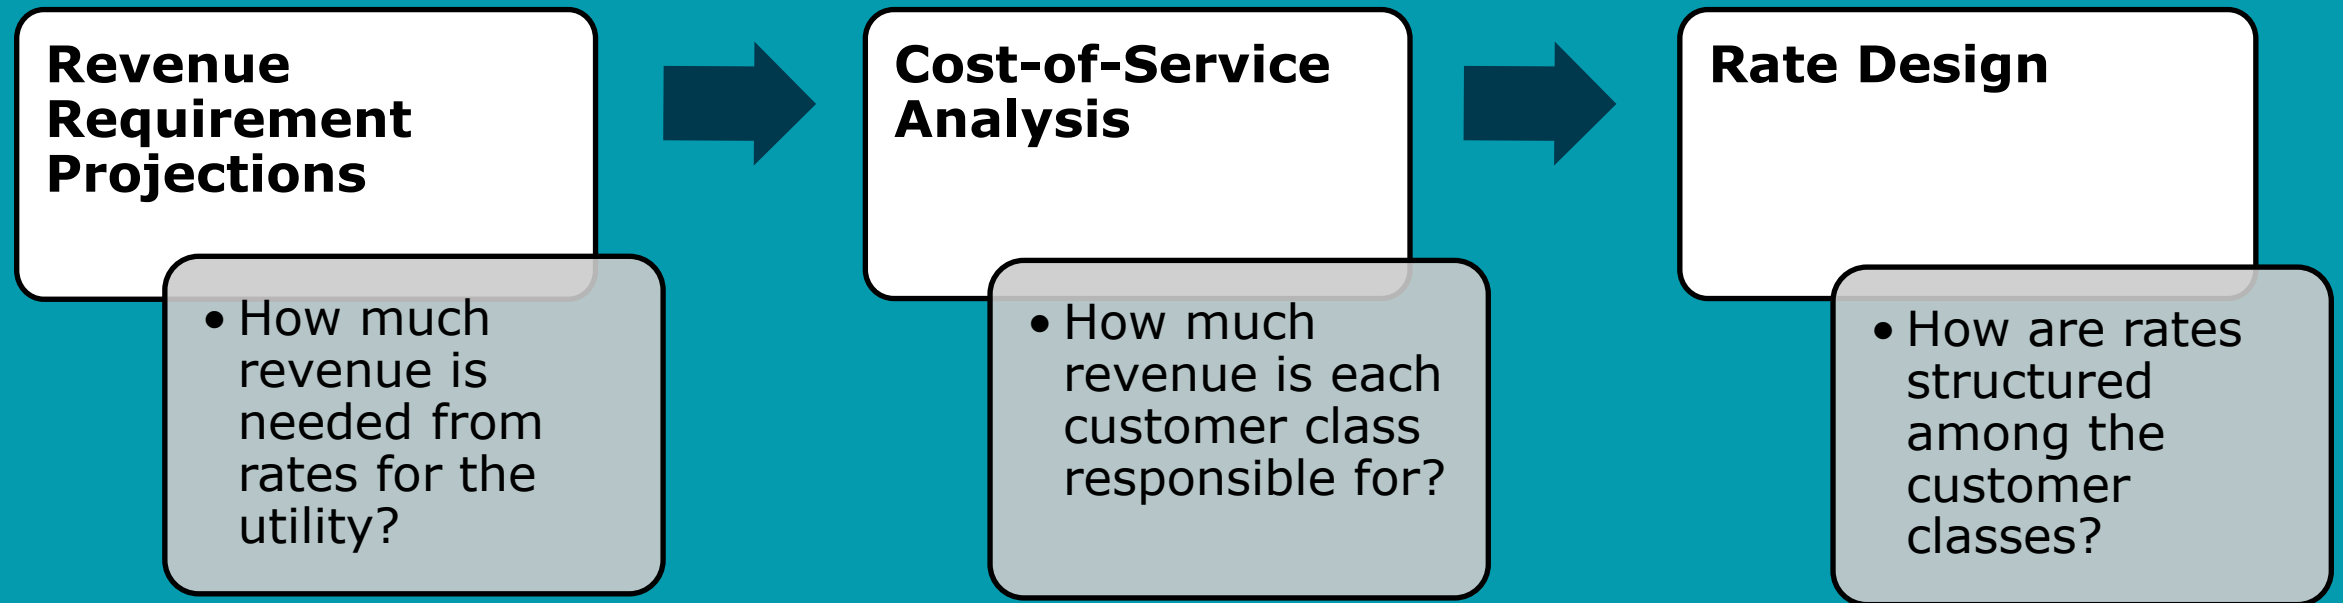 Revenue
Requirement
Projections
• How much
revenue is
needed from
rates for the
utility?
Cost-of-Service
Analysis
• How much
revenue is each
customer class
responsible for?
Rate Design
• How are rates
structured
among the
customer
classes?